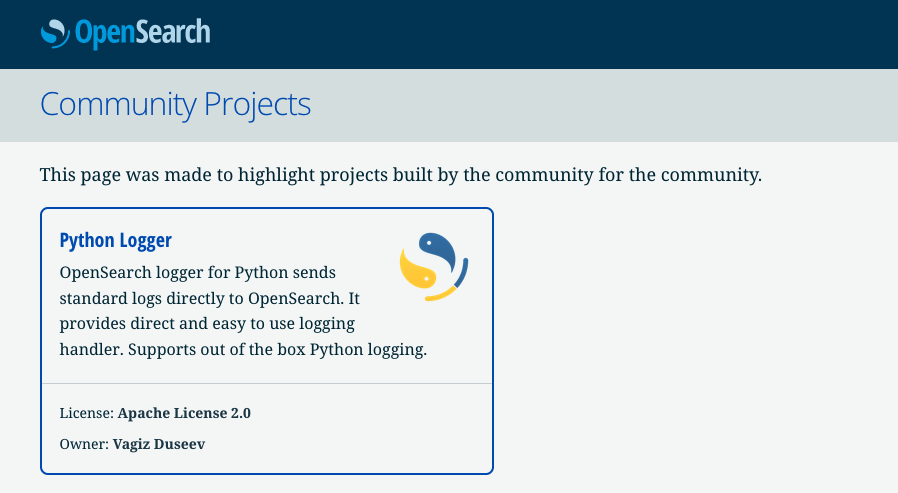 OpenSearch
Community Projects
This page was made to highlight projects built by the community for the community.
Python Logger
OpenSearch logger for Python sends
standard logs directly to OpenSearch. It
provides direct and easy to use logging
handler. Supports out of the box Python logging.
License: Apache License 2.0
Owner: Vagiz Duseev